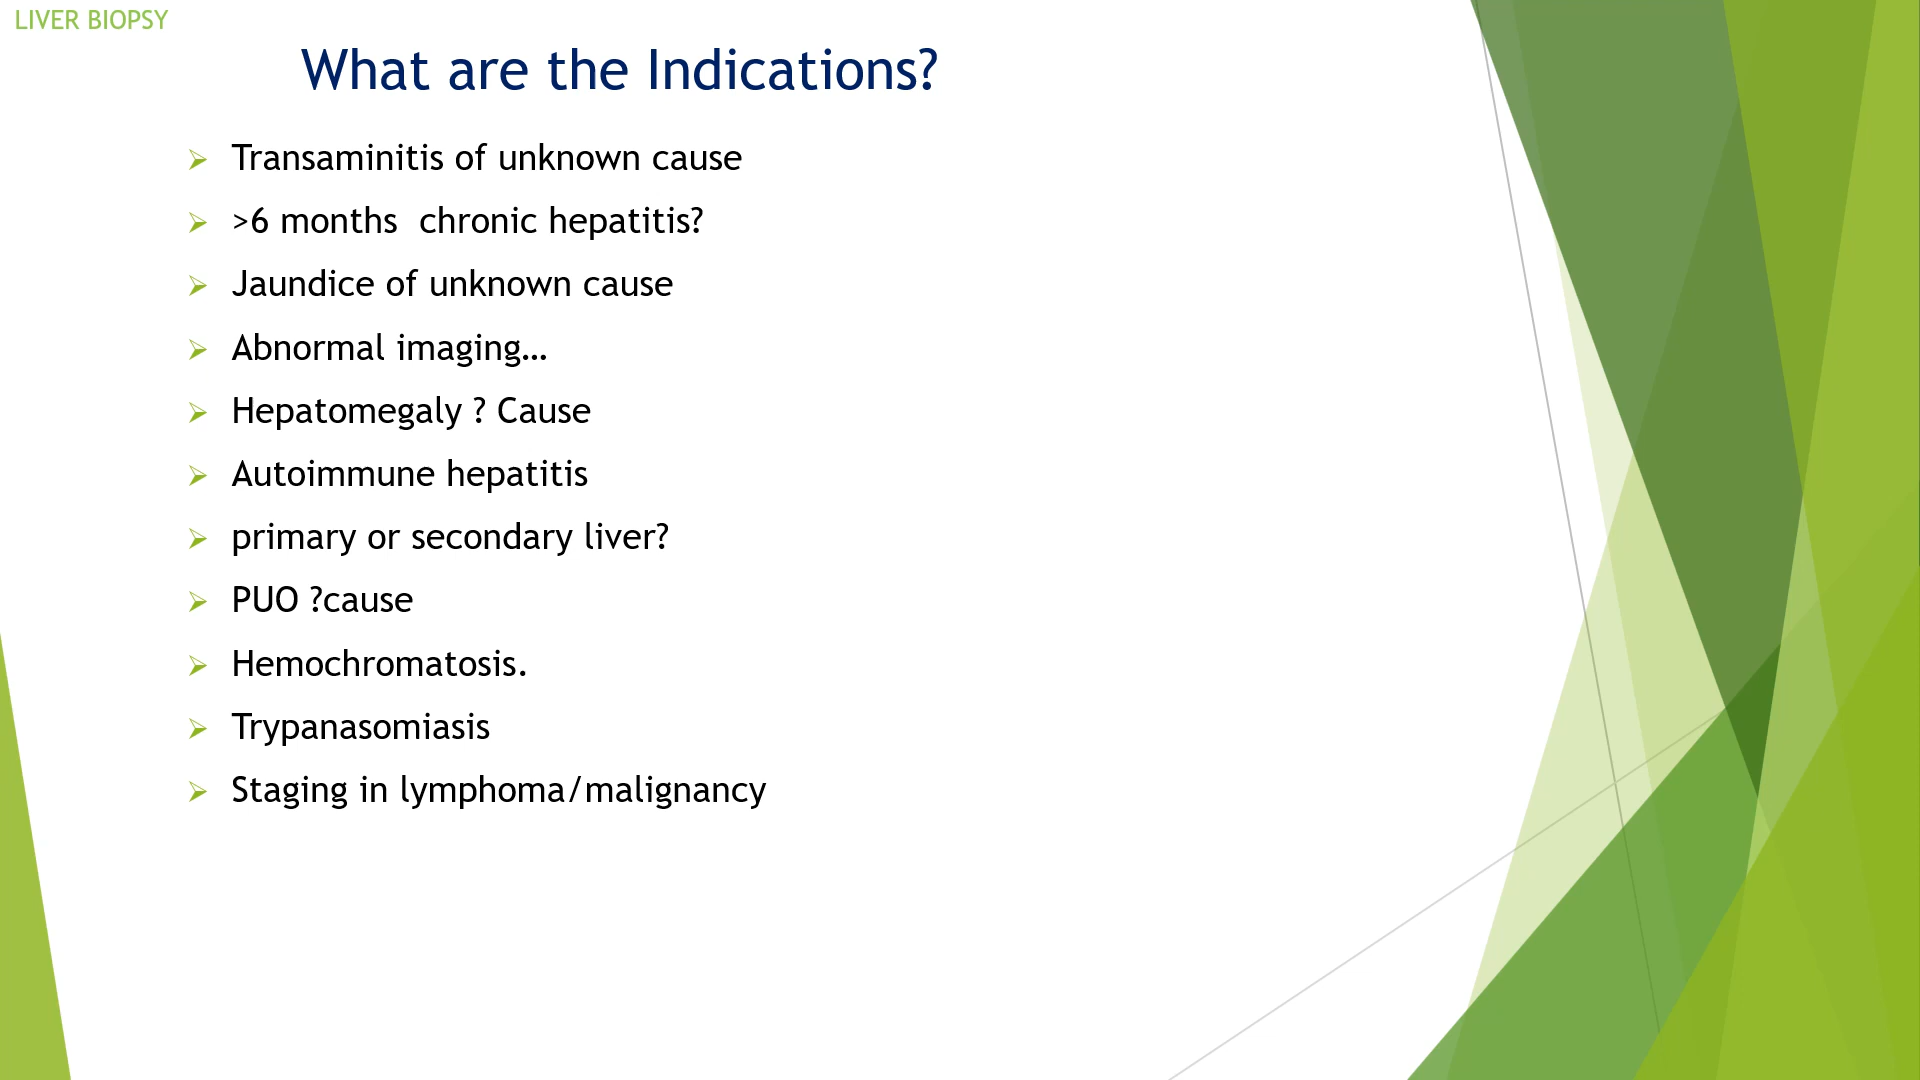 LIVER BIOPSY
What are the Indications?
Transaminitis of unknown cause
>6 months  chronic hepatitis?
Jaundice of unknown cause
Abnormal imaging…
Hepatomegaly ? Cause
Autoimmune hepatitis
primary or secondary liver?
PUO ?cause
Hemochromatosis.
Trypanasomiasis
Staging in lymphoma/malignancy